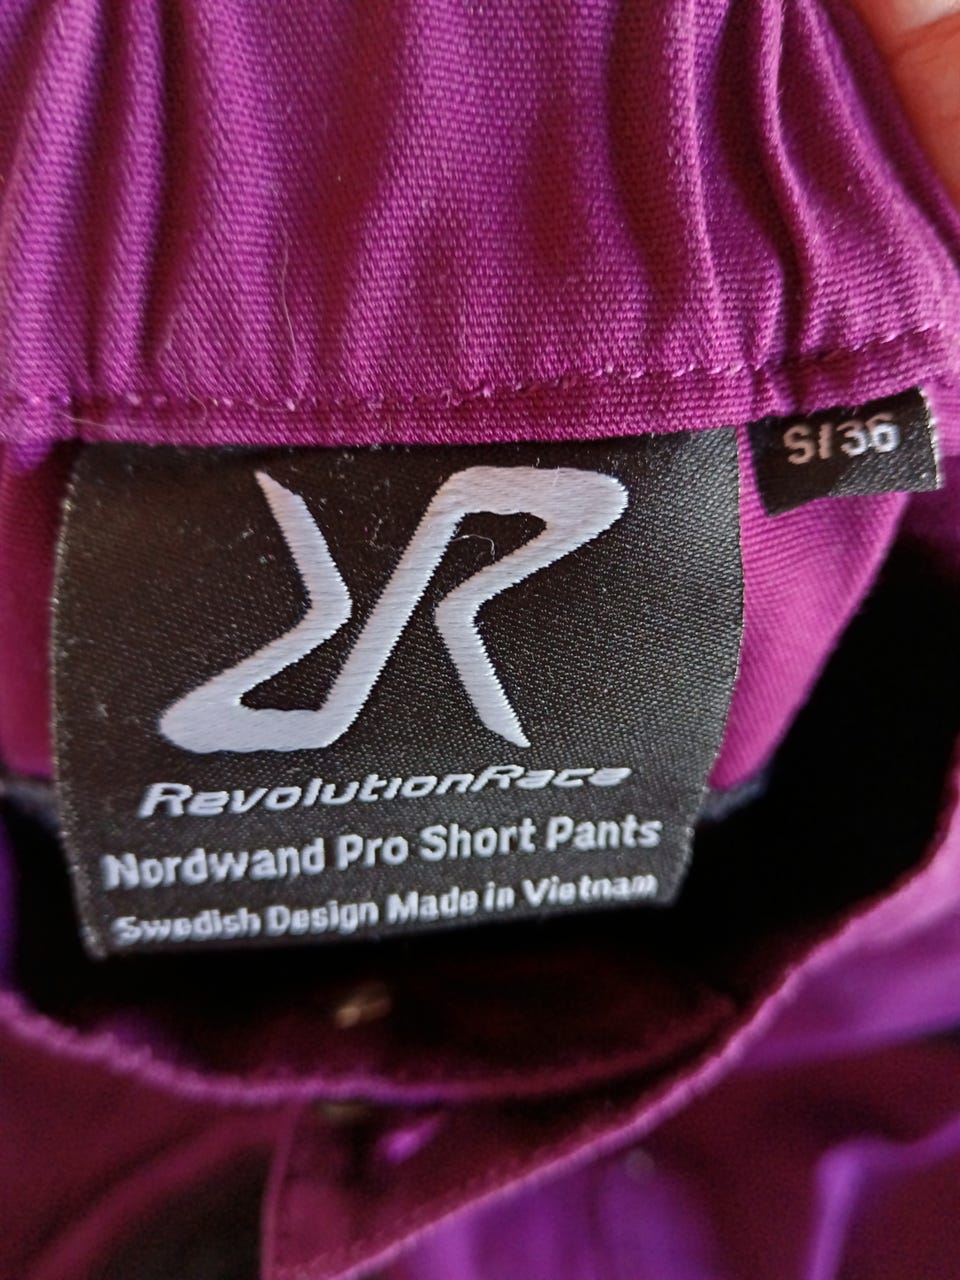 S/36
RevolutionRace
Nordwand Pro Short Pants
Swedish Design Made in Vietnam